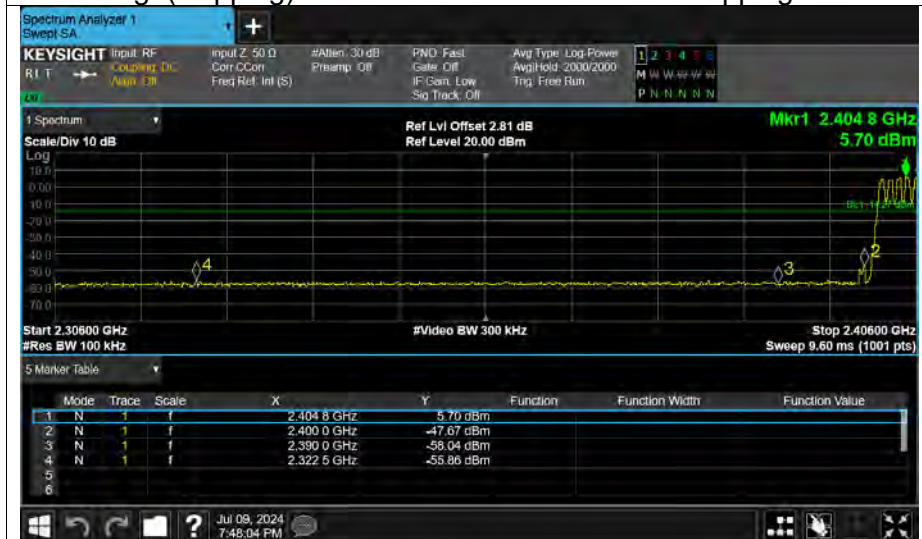 Spectrum Analyzer 1
Swept SA
+
KEYSIGHT Input: RF
RLT Coupling: DC
Align: Off
Input Z: 50 Ω
Corr CCorr
Freq Ref: Int (S)
#Atten: 30 dB
Preamp: Off
PNO: Fast
Gate: Off
IF Gain: Low
Sig Track: Off
Avg Type: Log-Power
Avg|Hold: 2000/2000
Trig: Free Run
1 2 3 4 5 6
M W W W W W
P N N N N N
1 Spectrum
Scale/Div 10 dB
Ref Lvl Offset 2.81 dB
Ref Level 20.00 dBm
Mkr1 2.404 8 GHz
5.70 dBm
Log
10.0
0.00
-10.0
-20.0
-30.0
-40.0
-50.0
-60.0
-70.0
4
3
2
Start 2.30600 GHz
#Res BW 100 kHz
#Video BW 300 kHz
Stop 2.40600 GHz
Sweep 9.60 ms (1001 pts)
5 Marker Table
Mode Trace Scale X Y Function Function Width Function Value
1 N 1 f 2.404 8 GHz 5.70 dBm
2 N 1 f 2.400 0 GHz -47.67 dBm
3 N 1 f 2.390 0 GHz -58.04 dBm
4 N 1 f 2.322 5 GHz -55.86 dBm
5
6
?
Jul 09, 2024
7:48:04 PM